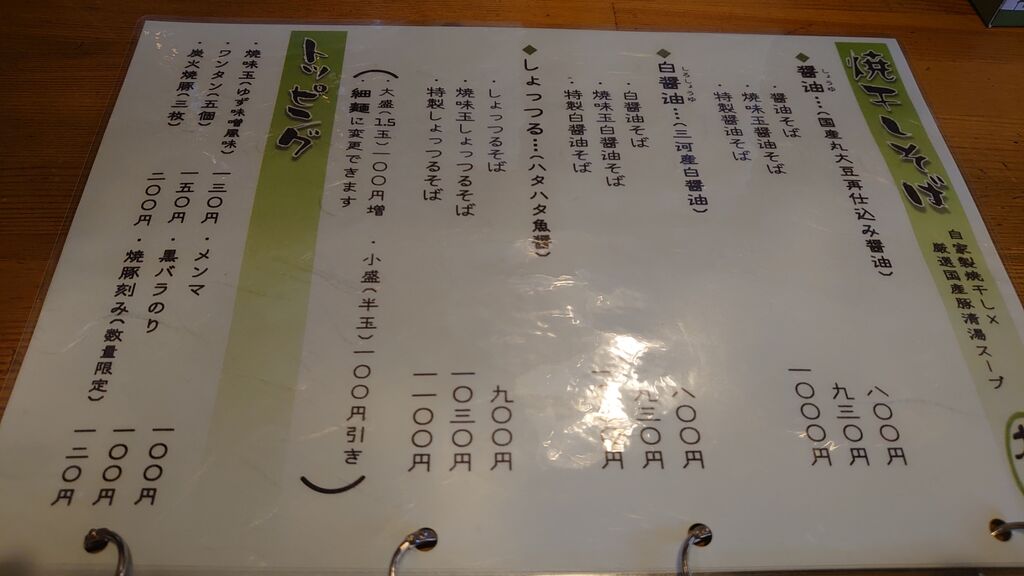 焼干しそば
自家製焼干し×
厳選国産豚清湯スープ
◆醤油…(国産丸大豆再仕込み醤油)
しょうゆ
・醤油そば 八〇〇円
・焼味玉醤油そば 九三〇円
・特製醤油そば 一〇〇〇円
◆白醤油…(三河産白醤油)
しろしょうゆ
・白醤油そば 八〇〇円
・焼味玉白醤油そば 九三〇円
・特製白醤油そば
◆しょっつる…(ハタハタ魚醤)
・しょっつるそば 九〇〇円
・焼味玉しょっつるそば 一〇三〇円
・特製しょっつるそば 一一〇〇円
(・大盛(1.5玉)一〇〇円増 ・小盛(半玉)一〇〇円引き
・細麺に変更できます)
トッピング
・焼味玉(ゆず味噌風味) 一三〇円 ・メンマ 一〇〇円
・ワンタン(五個) 一五〇円 ・黒バラのり 一〇〇円
・炭火焼豚(三枚) 二〇〇円 ・焼豚刻み(数量限定) 一二〇円